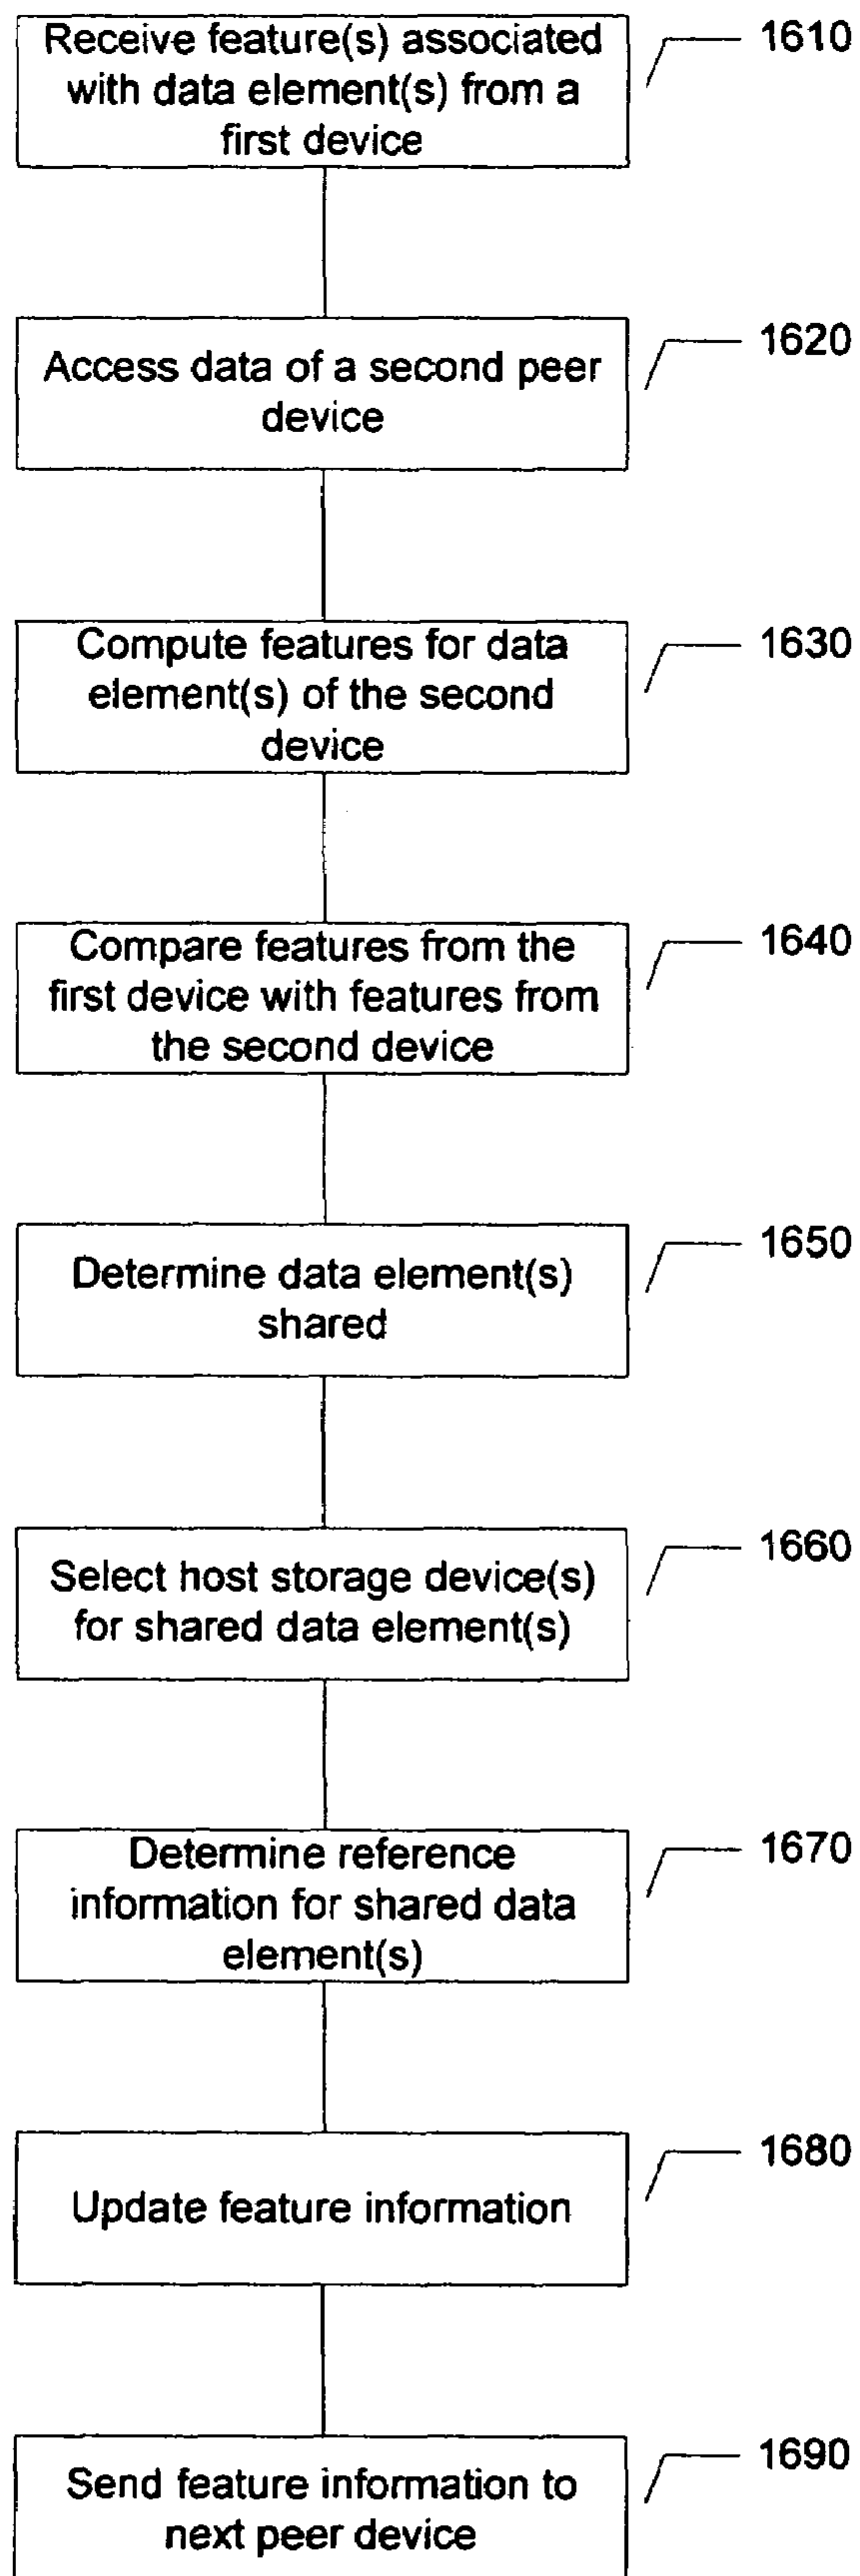 Receive feature(s) associated
with data element(s) from a
first device
1610
Access data of a second peer
device
1620
Compute features for data
element(s) of the second
device
1630
Compare features from the
first device with features from
the second device
1640
Determine data element(s)
shared
1650
Select host storage device(s)
for shared data element(s)
1660
Determine reference
information for shared data
element(s)
1670
Update feature information
1680
Send feature information to
next peer device
1690